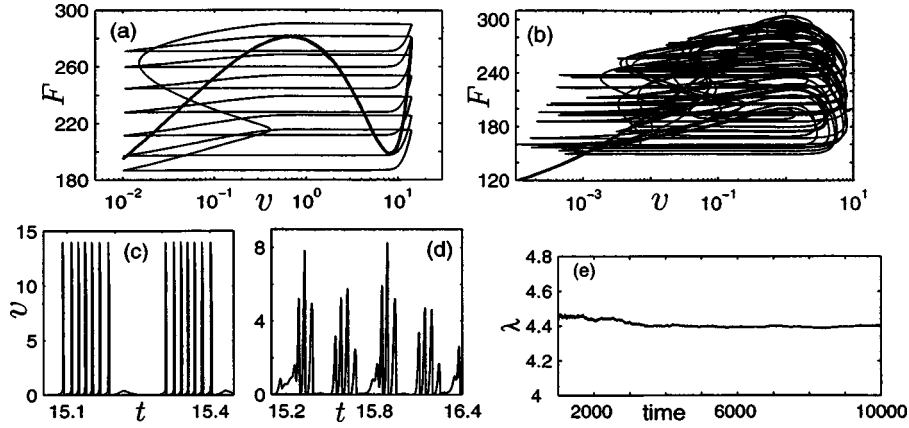 (a)
F
300
260
220
180
10^-2
10^-1
v
10^0
10^1
(b)
F
300
280
240
200
160
120
10^-3
v
10^-1
10^1
(c)
v
15
10
5
0
15.1
t
15.4
(d)
8
4
0
15.2
t
15.8
16.4
(e)
λ
4.8
4.6
4.4
4.2
4
2000
time
6000
10000